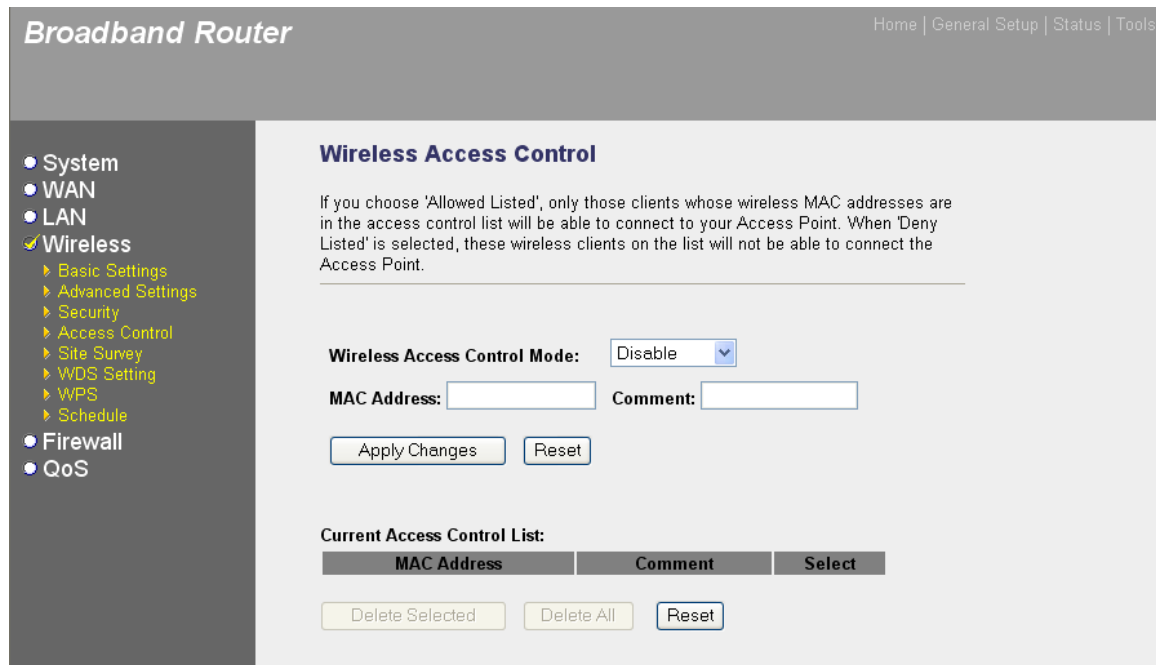 Broadband Router
Home | General Setup | Status | Tools
System
WAN
LAN
Wireless
Basic Settings
Advanced Settings
Security
Access Control
Site Survey
WDS Setting
WPS
Schedule
Firewall
QoS
Wireless Access Control
If you choose 'Allowed Listed', only those clients whose wireless MAC addresses are
in the access control list will be able to connect to your Access Point. When 'Deny
Listed' is selected, these wireless clients on the list will not be able to connect the
Access Point.
Wireless Access Control Mode: Disable
MAC Address: Comment:
Apply Changes Reset
Current Access Control List:
MAC Address Comment Select
Delete Selected Delete All Reset